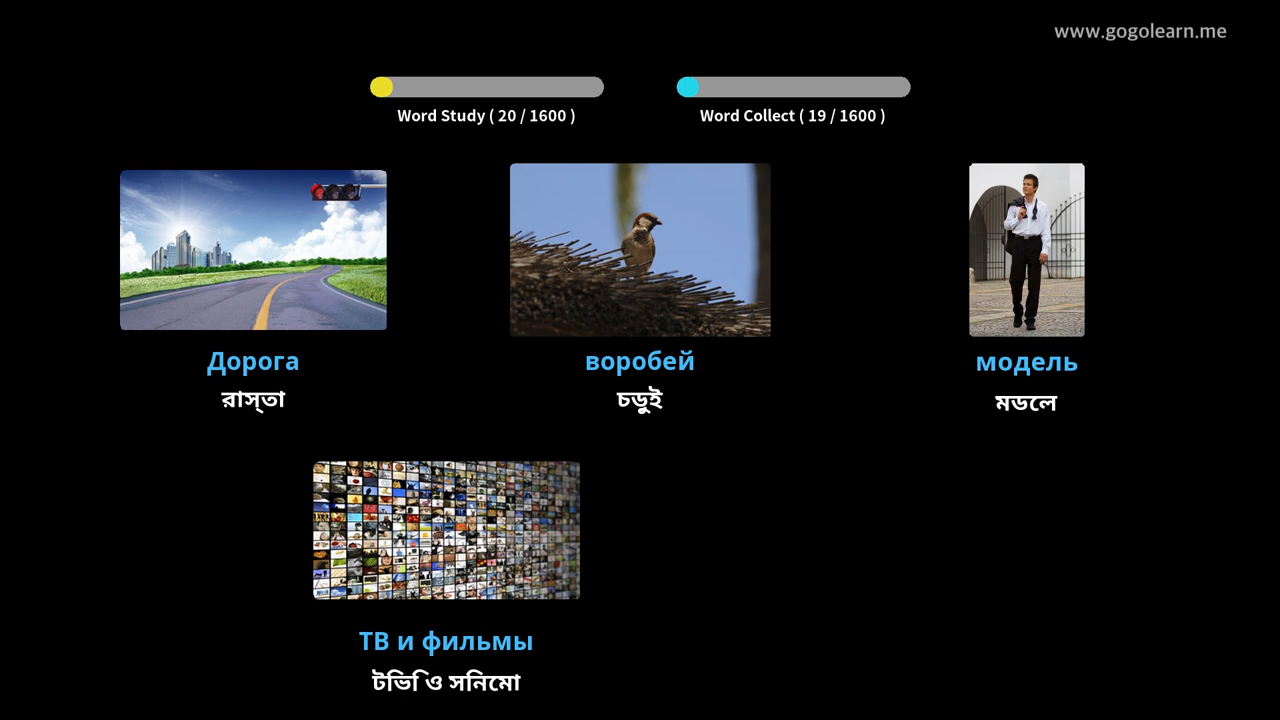 www.gogolearn.me
Word Study ( 20 / 1600 )
Word Collect ( 19 / 1600 )
Дорога
воробей
модель
রাস্তা
চড়ুই
মডেল
ТВ и фильмы
টিভি ও সিনেমা